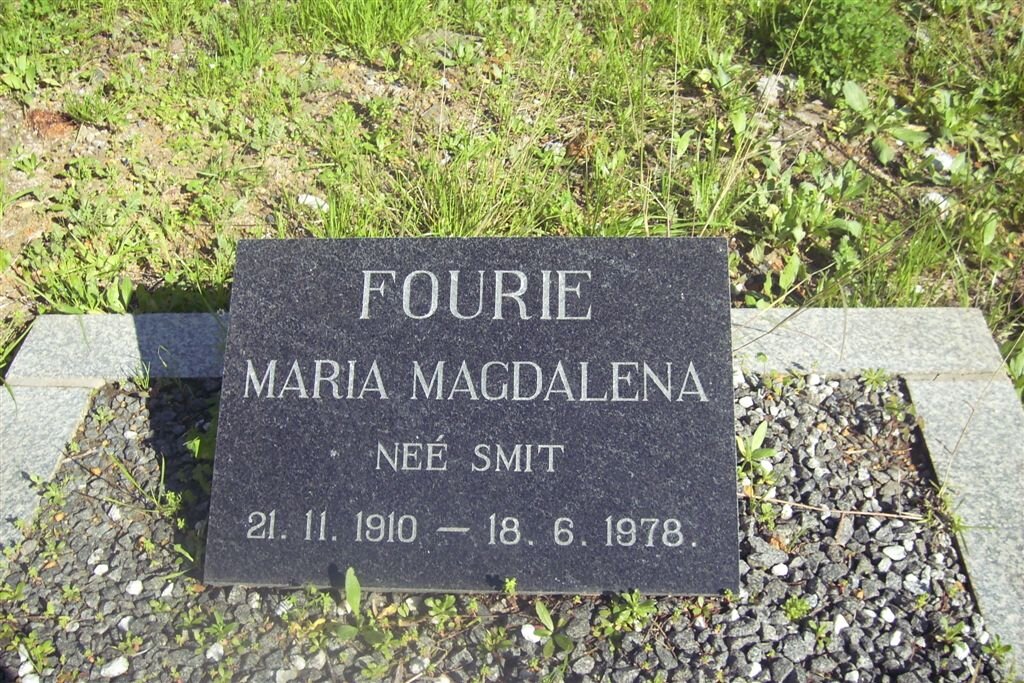 FOURIE
MARIA MAGDALENA
NEÉ SMIT
21. 11. 1910 — 18. 6. 1978.